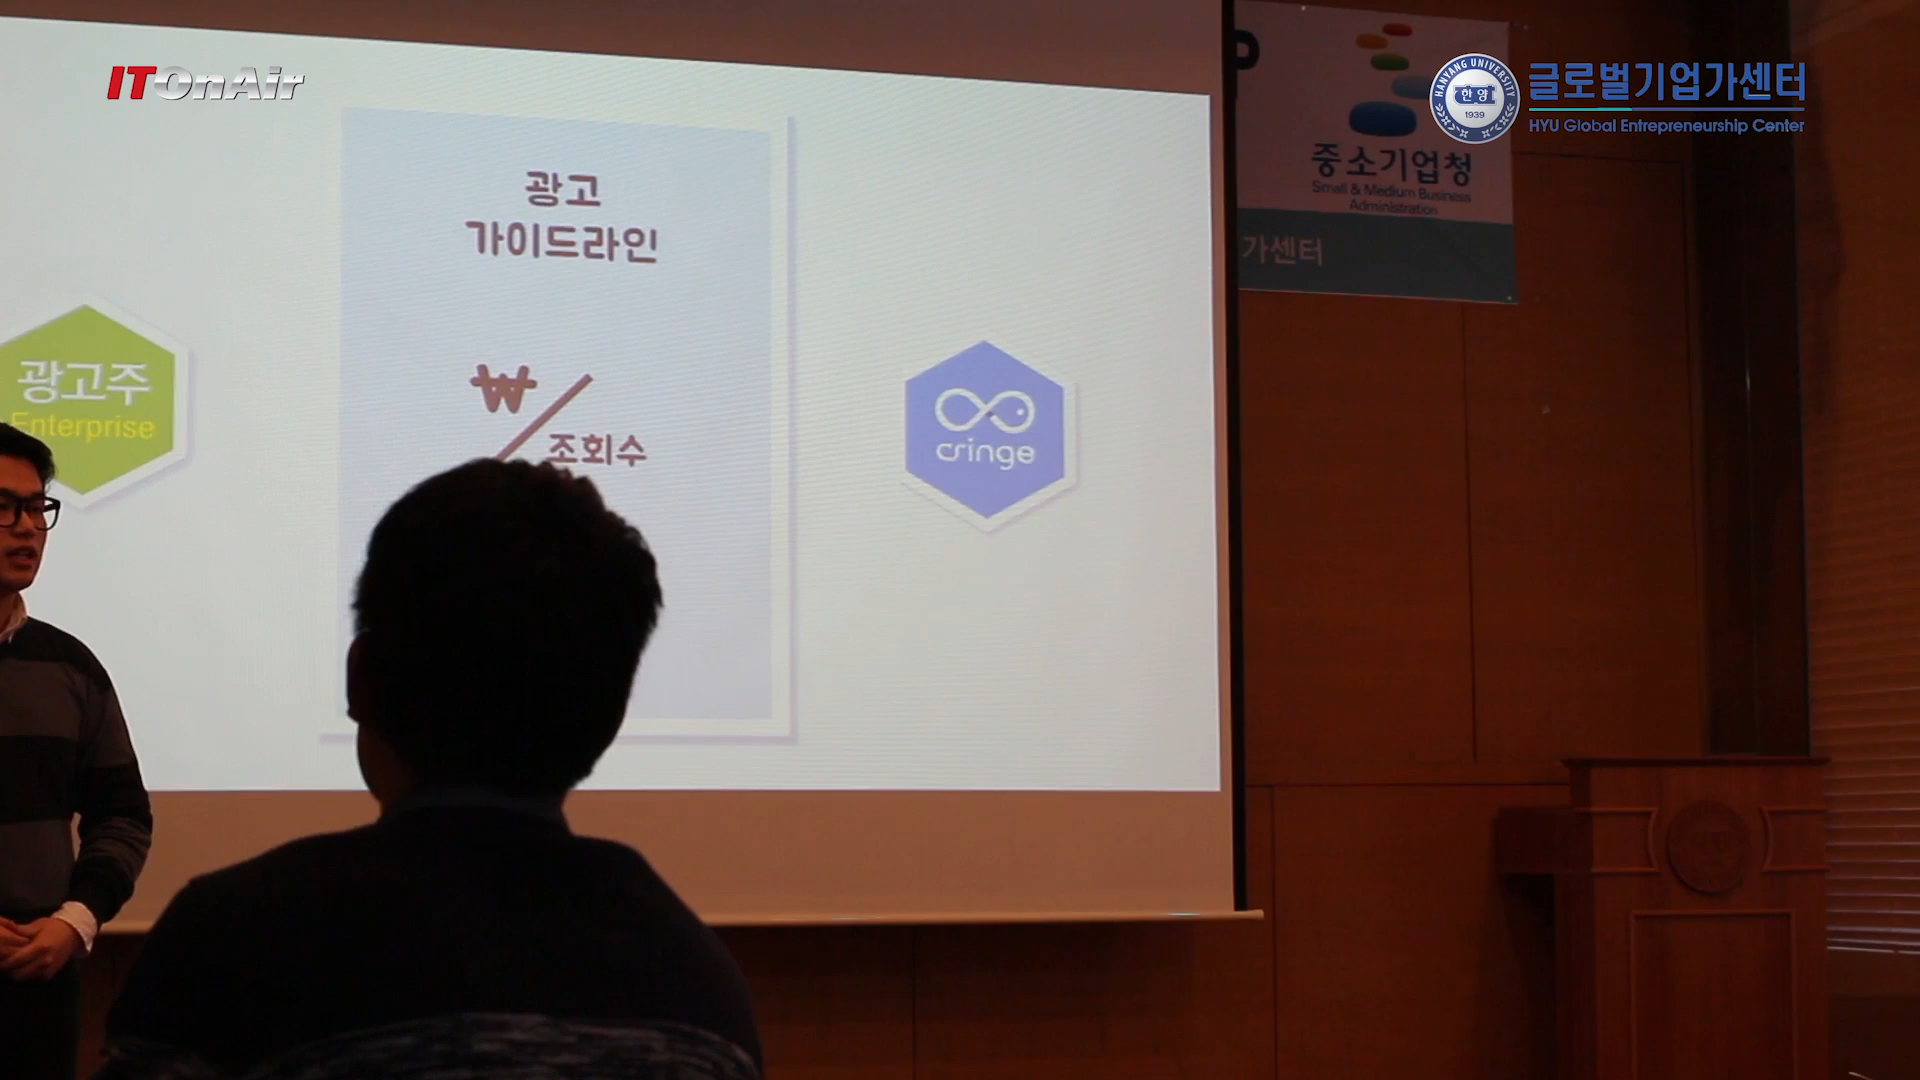 ITOnAir
HANYANG UNIVERSITY
한양
1939
글로벌기업가센터
HYU Global Entrepreneurship Center
중소기업청
Small & Medium Business
Administration
가센터
광고
가이드라인
₩/조회수
광고주
Enterprise
cringe